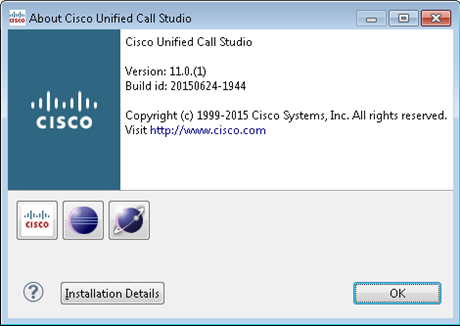 About Cisco Unified Call Studio
Cisco Unified Call Studio
Version: 11.0.(1)
Build id: 20150624-1944
Copyright (c) 1999-2015 Cisco Systems, Inc. All rights reserved.
Visit http://www.cisco.com
CISCO
CISCO
?
Installation Details
OK